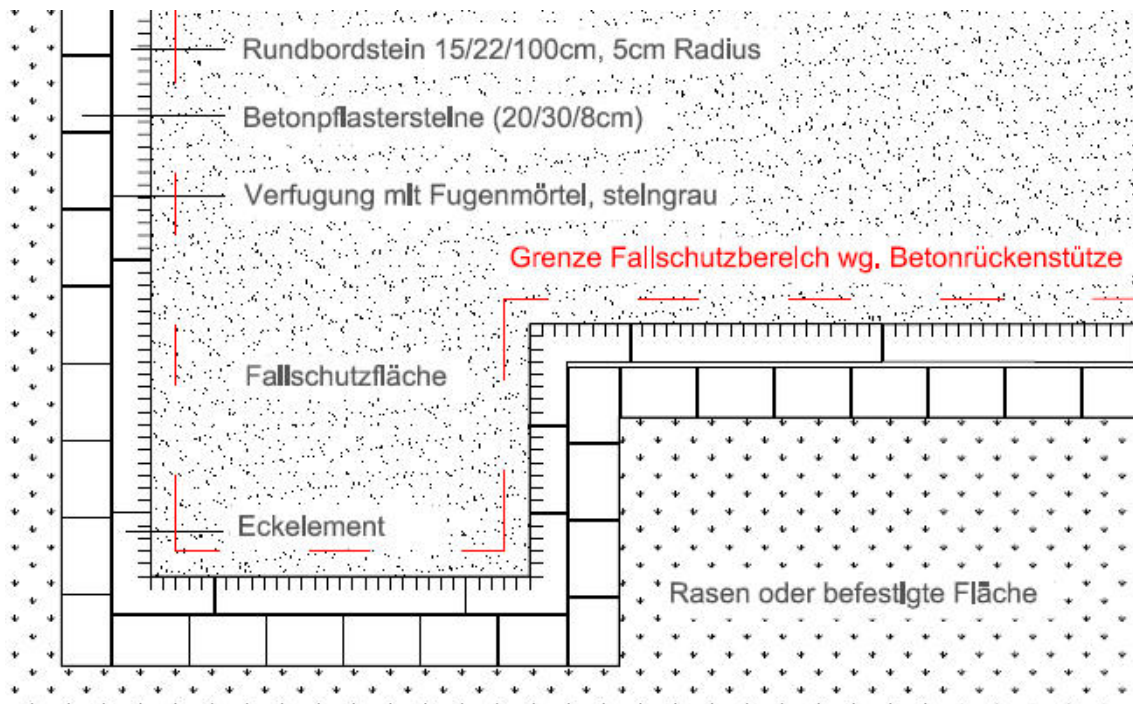 Rundbordstein 15/22/100cm, 5cm Radius
Betonpflastersteine (20/30/8cm)
Verfugung mit Fugenmörtel, steingrau
Grenze Fallschutzbereich wg. Betonrückenstütze
Fallschutzfläche
Eckelement
Rasen oder befestigte Fläche